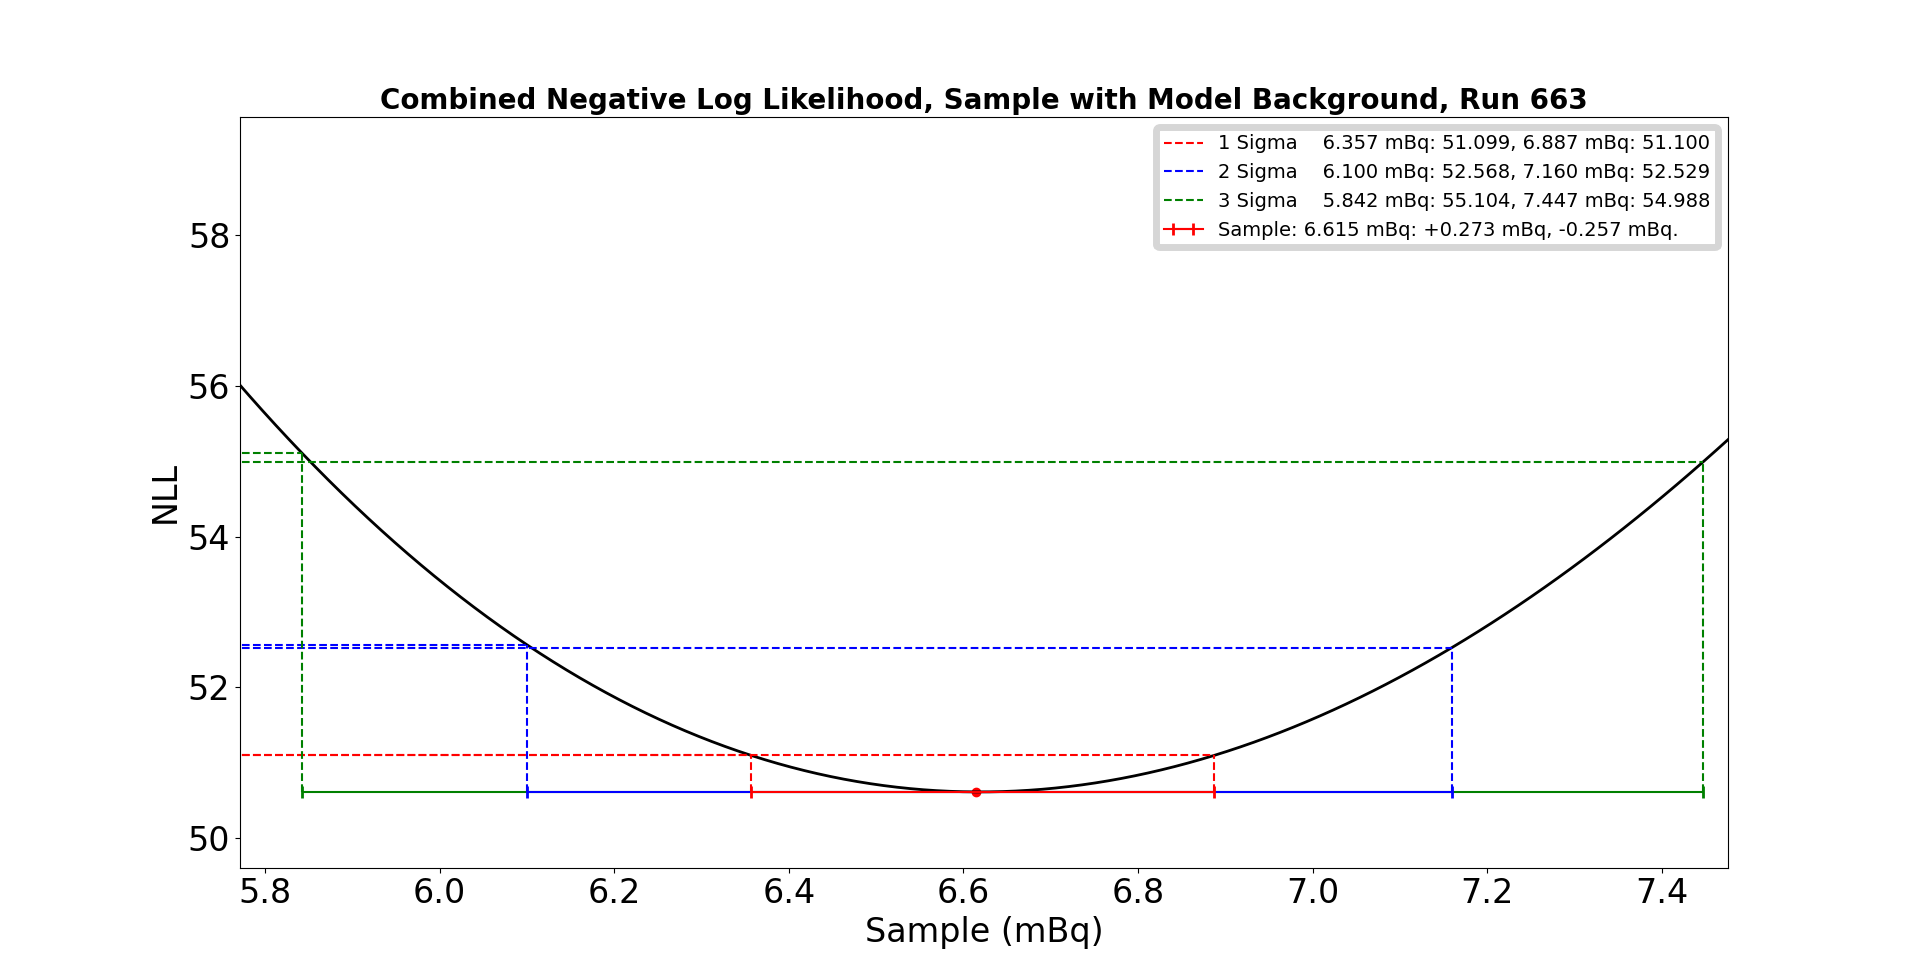 Combined Negative Log Likelihood, Sample with Model Background, Run 663
1 Sigma    6.357 mBq: 51.099, 6.887 mBq: 51.100
2 Sigma    6.100 mBq: 52.568, 7.160 mBq: 52.529
3 Sigma    5.842 mBq: 55.104, 7.447 mBq: 54.988
Sample: 6.615 mBq: +0.273 mBq, -0.257 mBq.
58
56
54
52
50
NLL
5.8 6.0 6.2 6.4 6.6 6.8 7.0 7.2 7.4
Sample (mBq)